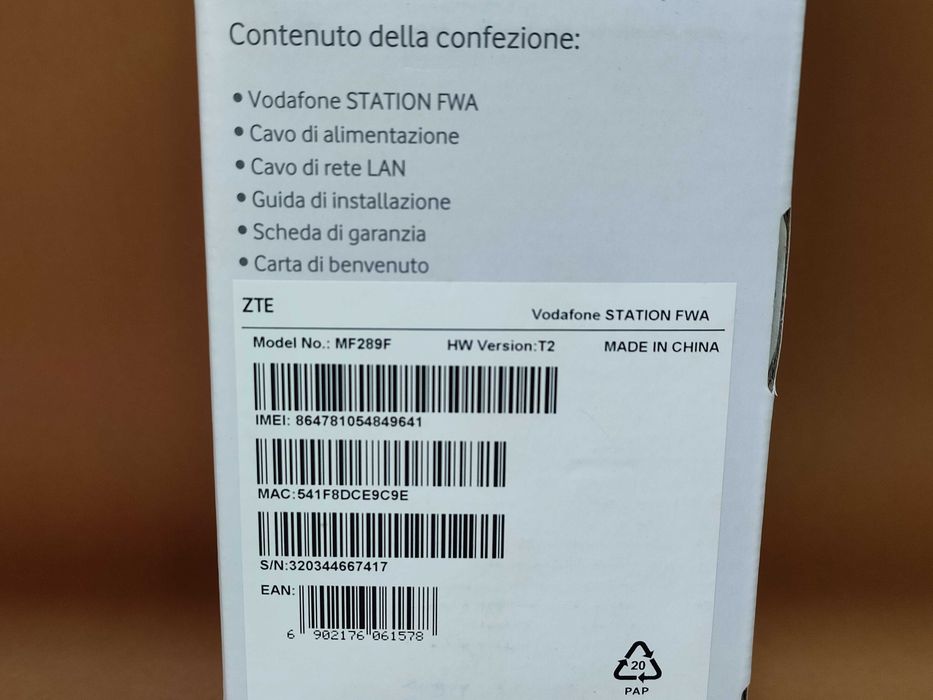 Contenuto della confezione:
• Vodafone STATION FWA
• Cavo di alimentazione
• Cavo di rete LAN
• Guida di installazione
• Scheda di garanzia
• Carta di benvenuto
ZTE Vodafone STATION FWA
Model No.: MF289F HW Version:T2 MADE IN CHINA
IMEI: 864781054849641
MAC:541F8DCE9C9E
S/N:320344667417
EAN:
6 902176 061578
20
PAP